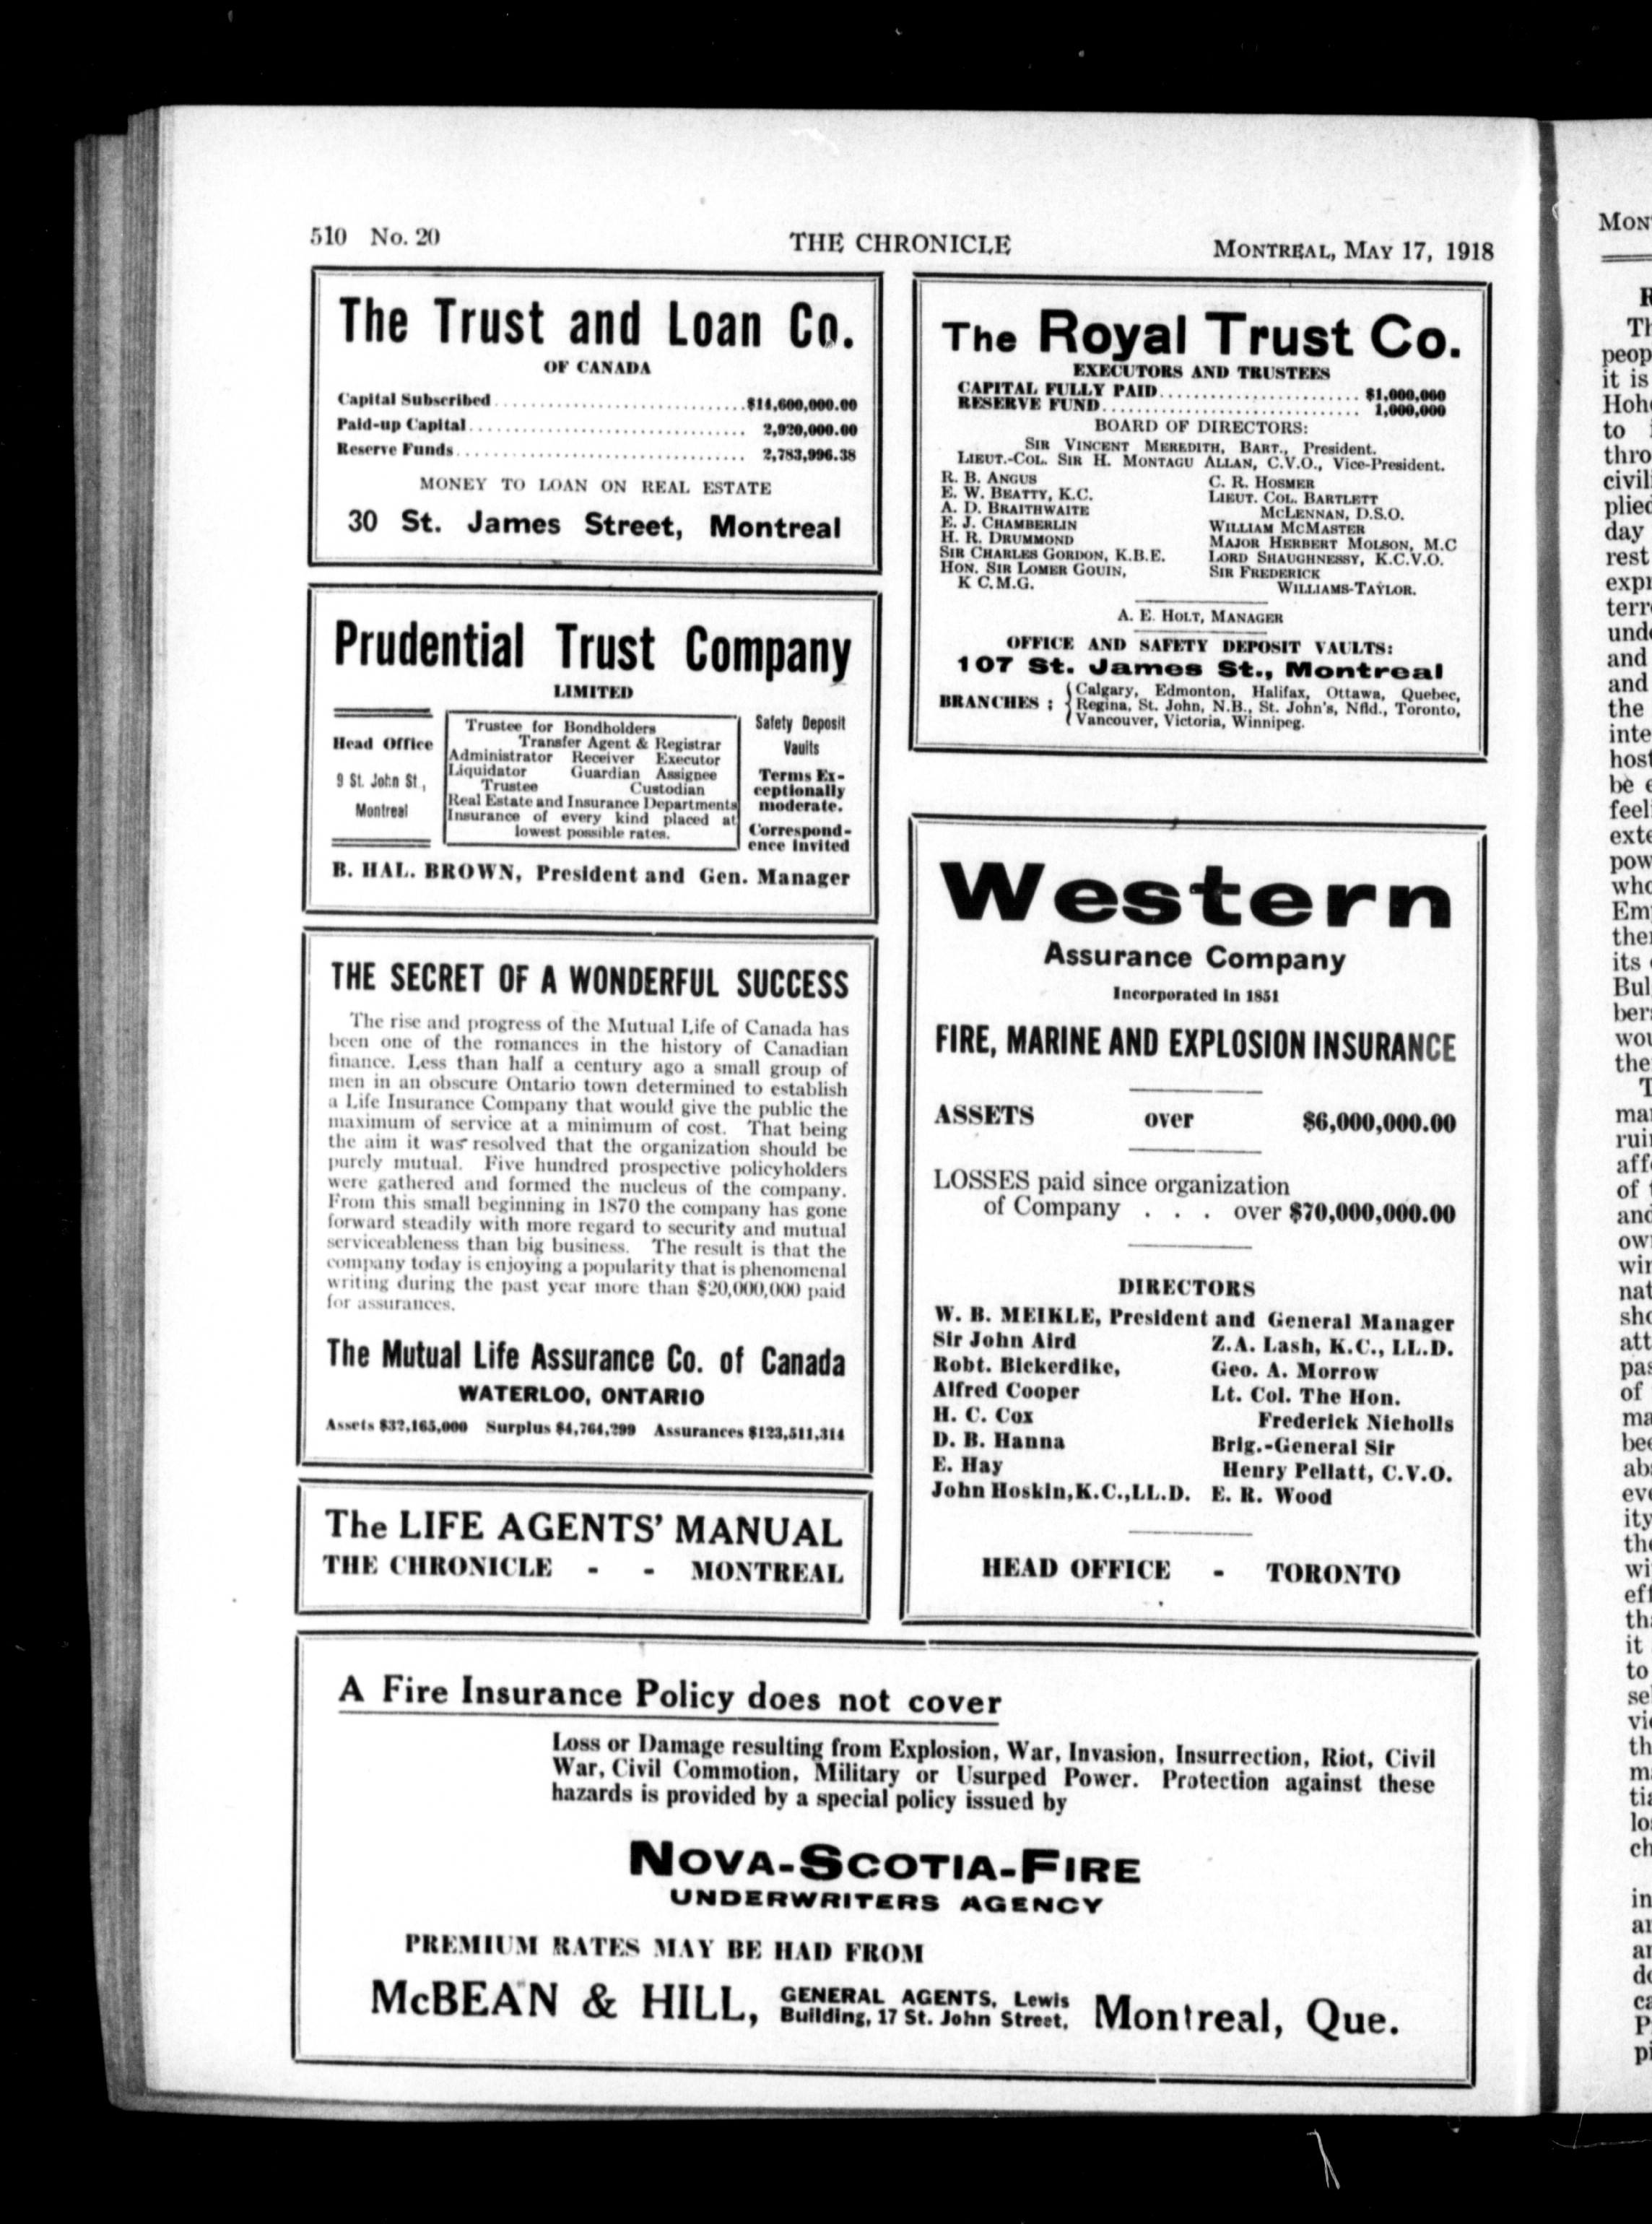 510 No. 20 THE CHRONICLE MONTREAL, MAY 17, 1918
The Trust and Loan Co.
OF CANADA
Capital Subscribed............................$14,600,000.00
Paid-up Capital............................... 2,920,000.00
Reserve Funds................................ 2,783,996.38
MONEY TO LOAN ON REAL ESTATE
30 St. James Street, Montreal
Prudential Trust Company
LIMITED
Head Office
9 St. John St.,
Montreal
Trustee for Bondholders
Transfer Agent & Registrar
Administrator Receiver Executor
Liquidator Guardian Assignee
Trustee Custodian
Real Estate and Insurance Departments
Insurance of every kind placed at
lowest possible rates.
Safety Deposit
Vaults
Terms Ex-
ceptionally
moderate.
Correspond-
ence invited
B. HAL. BROWN, President and Gen. Manager
THE SECRET OF A WONDERFUL SUCCESS
The rise and progress of the Mutual Life of Canada has
been one of the romances in the history of Canadian
finance. Less than half a century ago a small group of
men in an obscure Ontario town determined to establish
a Life Insurance Company that would give the public the
maximum of service at a minimum of cost. That being
the aim it was resolved that the organization should be
purely mutual. Five hundred prospective policyholders
were gathered and formed the nucleus of the company.
From this small beginning in 1870 the company has gone
forward steadily with more regard to security and mutual
serviceableness than big business. The result is that the
company today is enjoying a popularity that is phenomenal
writing during the past year more than $20,000,000 paid
for assurances.
The Mutual Life Assurance Co. of Canada
WATERLOO, ONTARIO
Assets $32,165,000 Surplus $4,764,299 Assurances $123,511,314
The LIFE AGENTS' MANUAL
THE CHRONICLE - - MONTREAL
The Royal Trust Co.
EXECUTORS AND TRUSTEES
CAPITAL FULLY PAID...................... $1,000,000
RESERVE FUND............................ 1,000,000
BOARD OF DIRECTORS:
SIR VINCENT MEREDITH, BART., President.
LIEUT.-COL. SIR H. MONTAGU ALLAN, C.V.O., Vice-President.
R. B. ANGUS
E. W. BEATTY, K.C.
A. D. BRAITHWAITE
E. J. CHAMBERLIN
H. R. DRUMMOND
SIR CHARLES GORDON, K.B.E.
HON. SIR LOMER GOUIN,
K C.M.G.
C. R. HOSMER
LIEUT. COL. BARTLETT
MCLENNAN, D.S.O.
WILLIAM MCMASTER
MAJOR HERBERT MOLSON, M.C
LORD SHAUGHNESSY, K.C.V.O.
SIR FREDERICK
WILLIAMS-TAYLOR.
A. E. HOLT, MANAGER
OFFICE AND SAFETY DEPOSIT VAULTS:
107 St. James St., Montreal
BRANCHES : Calgary, Edmonton, Halifax, Ottawa, Quebec,
Regina, St. John, N.B., St. John's, Nfld., Toronto,
Vancouver, Victoria, Winnipeg.
Western
Assurance Company
Incorporated in 1851
FIRE, MARINE AND EXPLOSION INSURANCE
ASSETS over $6,000,000.00
LOSSES paid since organization
of Company . . . over $70,000,000.00
DIRECTORS
W. B. MEIKLE, President and General Manager
Sir John Aird
Robt. Bickerdike,
Alfred Cooper
H. C. Cox
D. B. Hanna
E. Hay
John Hoskin,K.C.,LL.D.
Z.A. Lash, K.C., LL.D.
Geo. A. Morrow
Lt. Col. The Hon.
Frederick Nicholls
Brig.-General Sir
Henry Pellatt, C.V.O.
E. R. Wood
HEAD OFFICE - TORONTO
A Fire Insurance Policy does not cover
Loss or Damage resulting from Explosion, War, Invasion, Insurrection, Riot, Civil
War, Civil Commotion, Military or Usurped Power. Protection against these
hazards is provided by a special policy issued by
NOVA-SCOTIA-FIRE
UNDERWRITERS AGENCY
PREMIUM RATES MAY BE HAD FROM
McBEAN & HILL, GENERAL AGENTS, Lewis
Building, 17 St. John Street, Montreal, Que.